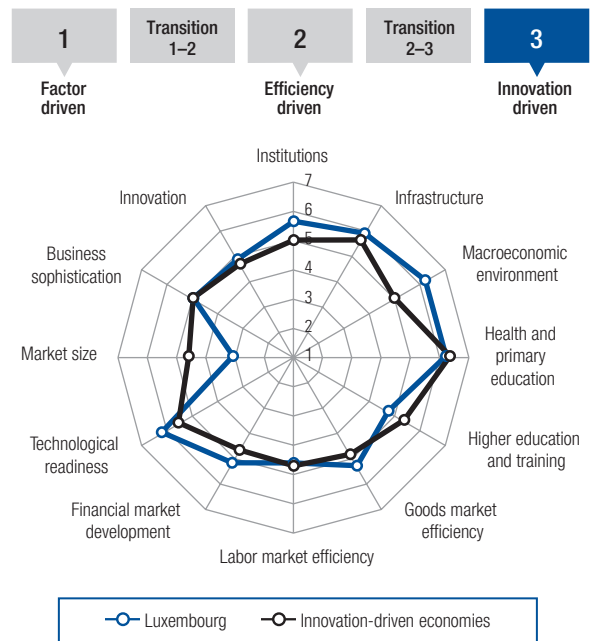 1
Transition
1–2
2
Transition
2–3
3
Factor
driven
Efficiency
driven
Innovation
driven
Institutions
7
Innovation
Infrastructure
6
5
Business
sophistication
Macroeconomic
environment
4
3
2
Market size
1
Health and
primary
education
Technological
readiness
Higher education
and training
Financial market
development
Goods market
efficiency
Labor market efficiency
Luxembourg
Innovation-driven economies